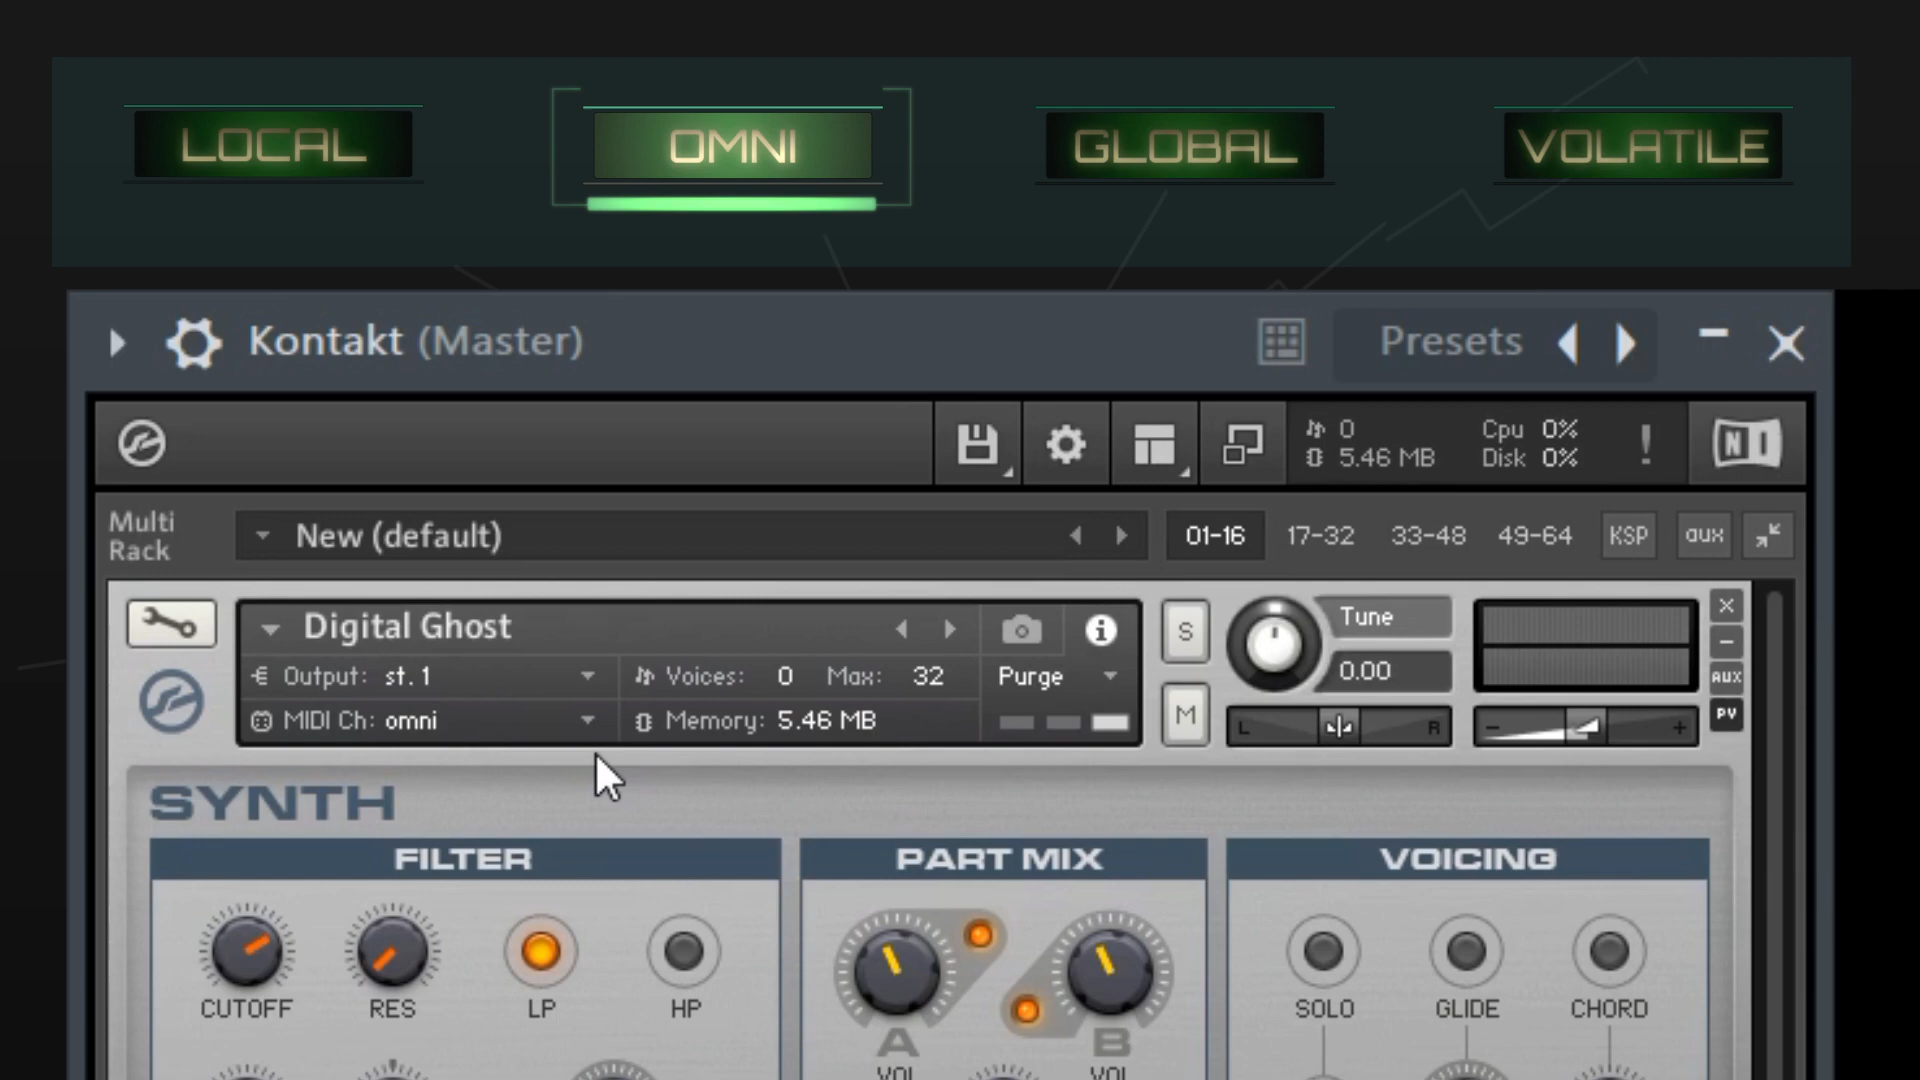 LOCAL OMNI GLOBAL VOLATILE
Kontakt (Master) Presets
0 Cpu 0%
5.46 MB Disk 0%
NI
Multi Rack New (default) 01-16 17-32 33-48 49-64 KSP aux
Digital Ghost i S Tune X
Output: st.1 Voices: 0 Max: 32 Purge 0.00 AUX
MIDI Ch: omni Memory: 5.46 MB M L R - + PV
SYNTH
FILTER PART MIX VOICING
CUTOFF RES LP HP SOLO GLIDE CHORD
A B
VOL VOL